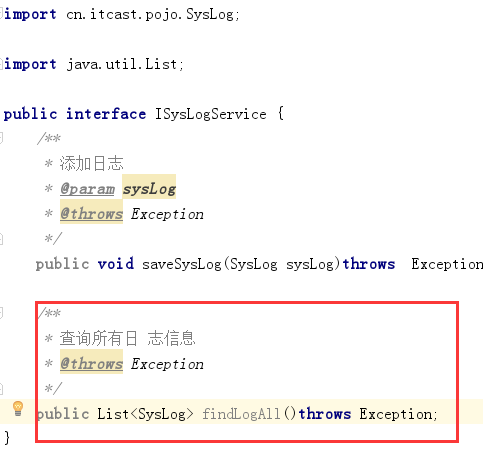 import cn.itcast.pojo.SysLog;
import java.util.List;
public interface ISysLogService {
/**
* 添加日志
* @param sysLog
* @throws Exception
*/
public void saveSysLog(SysLog sysLog)throws  Exception
/**
* 查询所有日 志信息
* @throws Exception
*/
public List<SysLog> findLogAll()throws Exception;
}